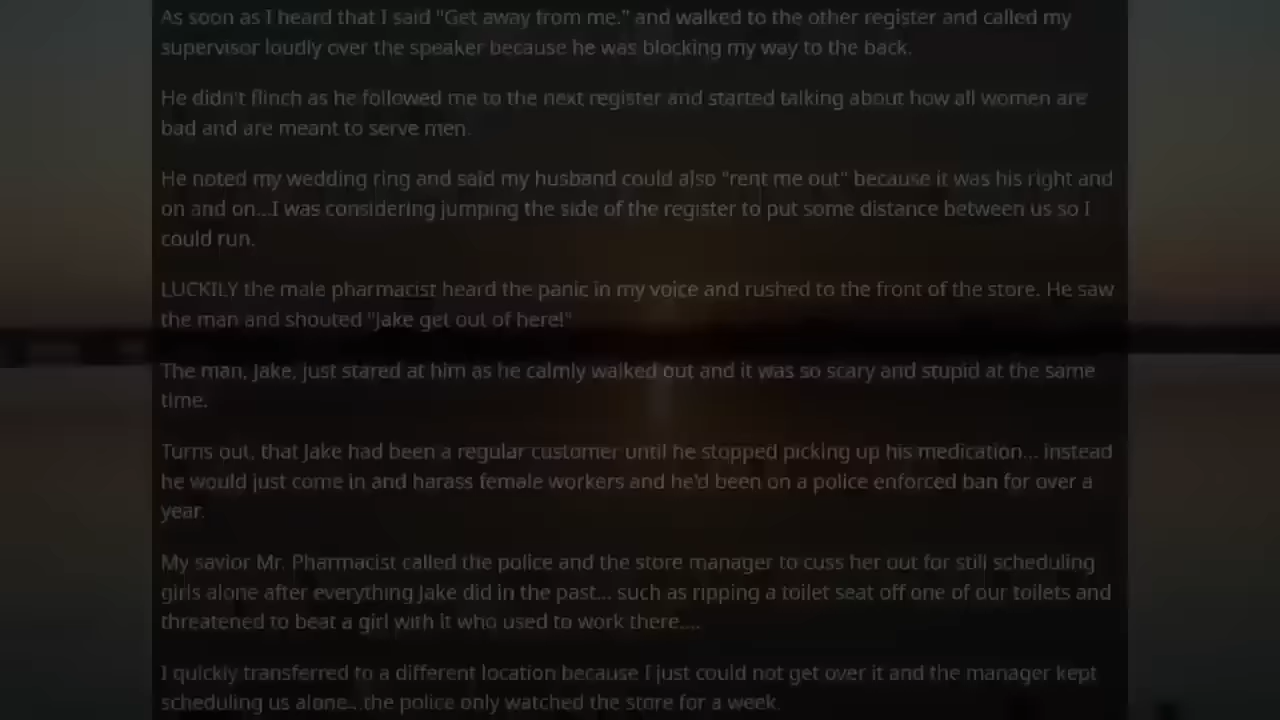 As soon as I heard that I said "Get away from me." and walked to the other register and called my
supervisor loudly over the speaker because he was blocking my way to the back.
He didn't flinch as he followed me to the next register and started talking about how all women are
bad and are meant to serve men.
He noted my wedding ring and said my husband could also "rent me out" because it was his right and
on and on...I was considering jumping the side of the register to put some distance between us so I
could run.
LUCKILY the male pharmacist heard the panic in my voice and rushed to the front of the store. He saw
the man and shouted "Jake get out of here!"
The man, Jake, just stared at him as he calmly walked out and it was so scary and stupid at the same
time.
Turns out, that Jake had been a regular customer until he stopped picking up his medication... instead
he would just come in and harass female workers and he'd been on a police enforced ban for over a
year.
My savior Mr. Pharmacist called the police and the store manager to cuss her out for still scheduling
girls alone after everything Jake did in the past... such as ripping a toilet seat off one of our toilets and
threatened to beat a girl with it who used to work there....
I quickly transferred to a different location because I just could not get over it and the manager kept
scheduling us alone...the police only watched the store for a week.